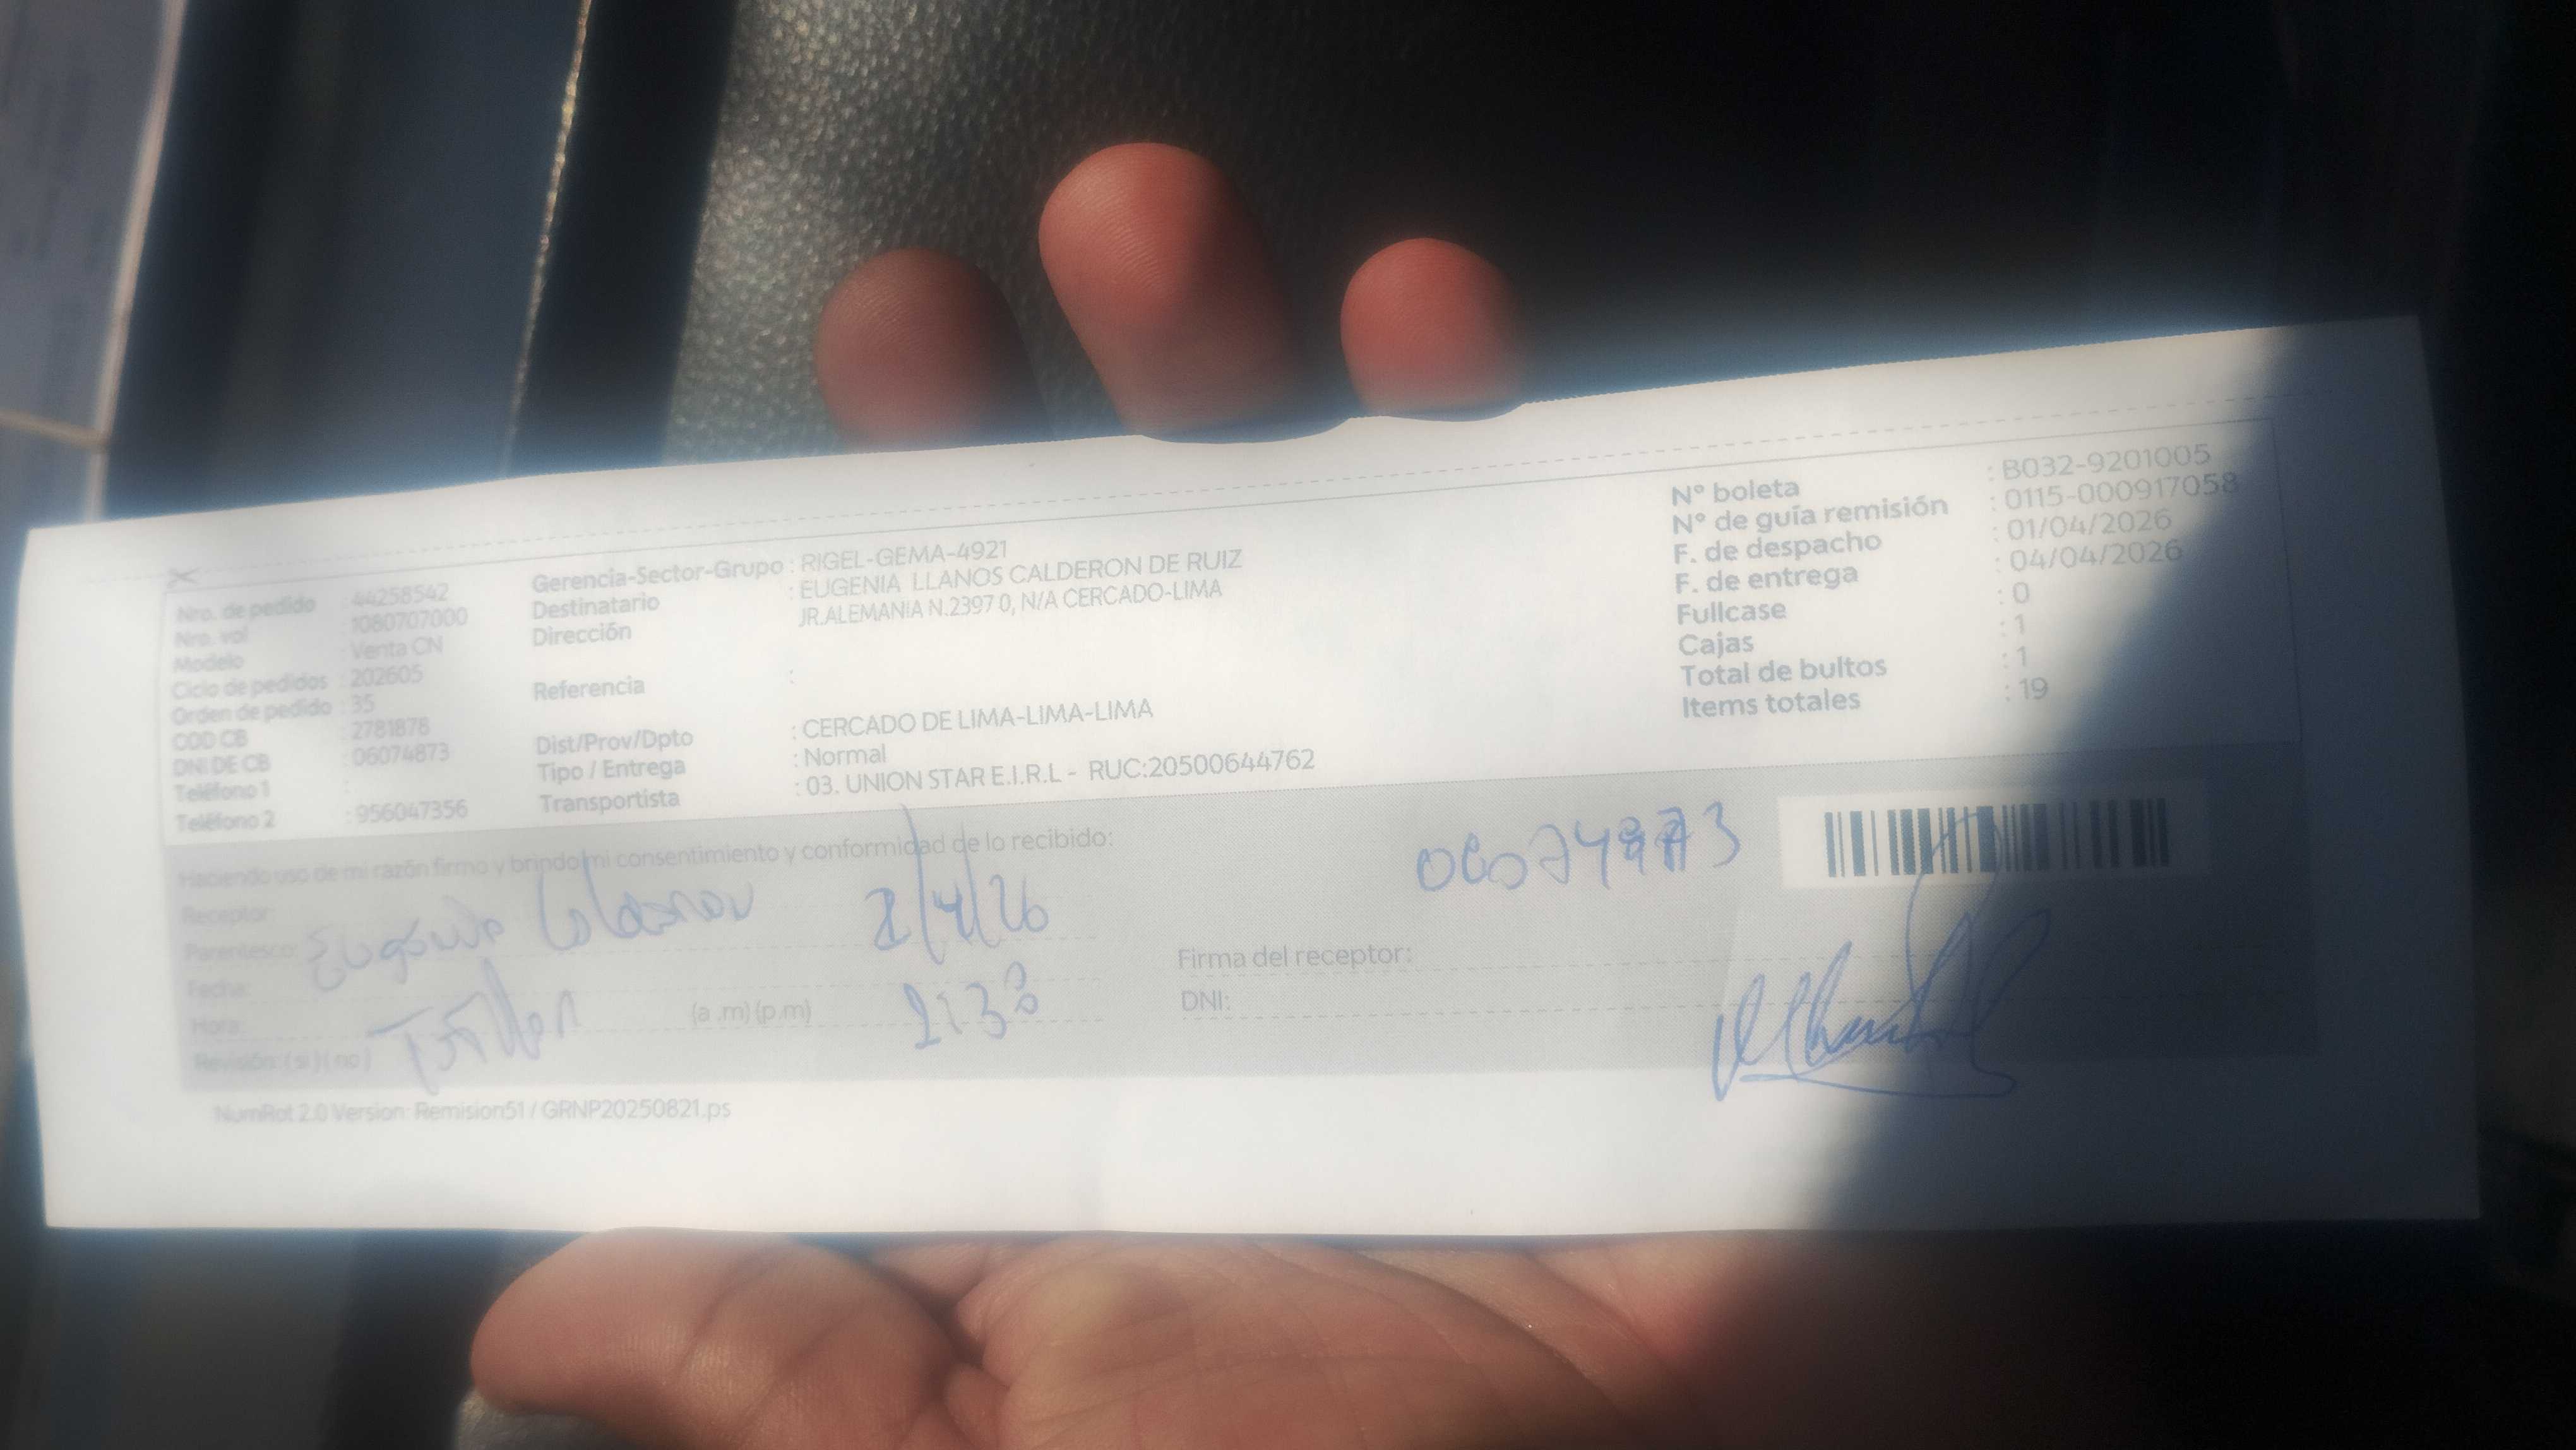 Nro. de pedido : 44258542
Nro. val : 1080707000
Modelo : Venta CN
Ciclo de pedidos : 202605
Orden de pedido : 35
COD CB : 2781878
DNI DE CB : 06074873
Teléfono 1 :
Teléfono 2 : 956047356
Gerencia-Sector-Grupo : RIGEL-GEMA-4921
Destinatario : EUGENIA LLANOS CALDERON DE RUIZ
Dirección JR.ALEMANIA N.2397 0, N/A CERCADO-LIMA
Referencia :
Dist/Prov/Dpto : CERCADO DE LIMA-LIMA-LIMA
Tipo / Entrega : Normal
Transportista : 03. UNION STAR E.I.R.L - RUC:20500644762
N° boleta : B032-9201005
N° de guía remisión : 0115-000917058
F. de despacho : 01/04/2026
F. de entrega : 04/04/2026
Fullcase : 0
Cajas : 1
Total de bultos : 1
Items totales : 19
Haciendo uso de mi razón firmo y brindo mi consentimiento y conformidad de lo recibido:
Receptor:
Parentesco: Eugenia
Fecha:
Hora: (a .m) (p.m)
Revisión: ( si ) ( no )
/4/26
Firma del receptor:
DNI:
NumRot 2.0 Version: Remision51 / GRNP20250821.ps